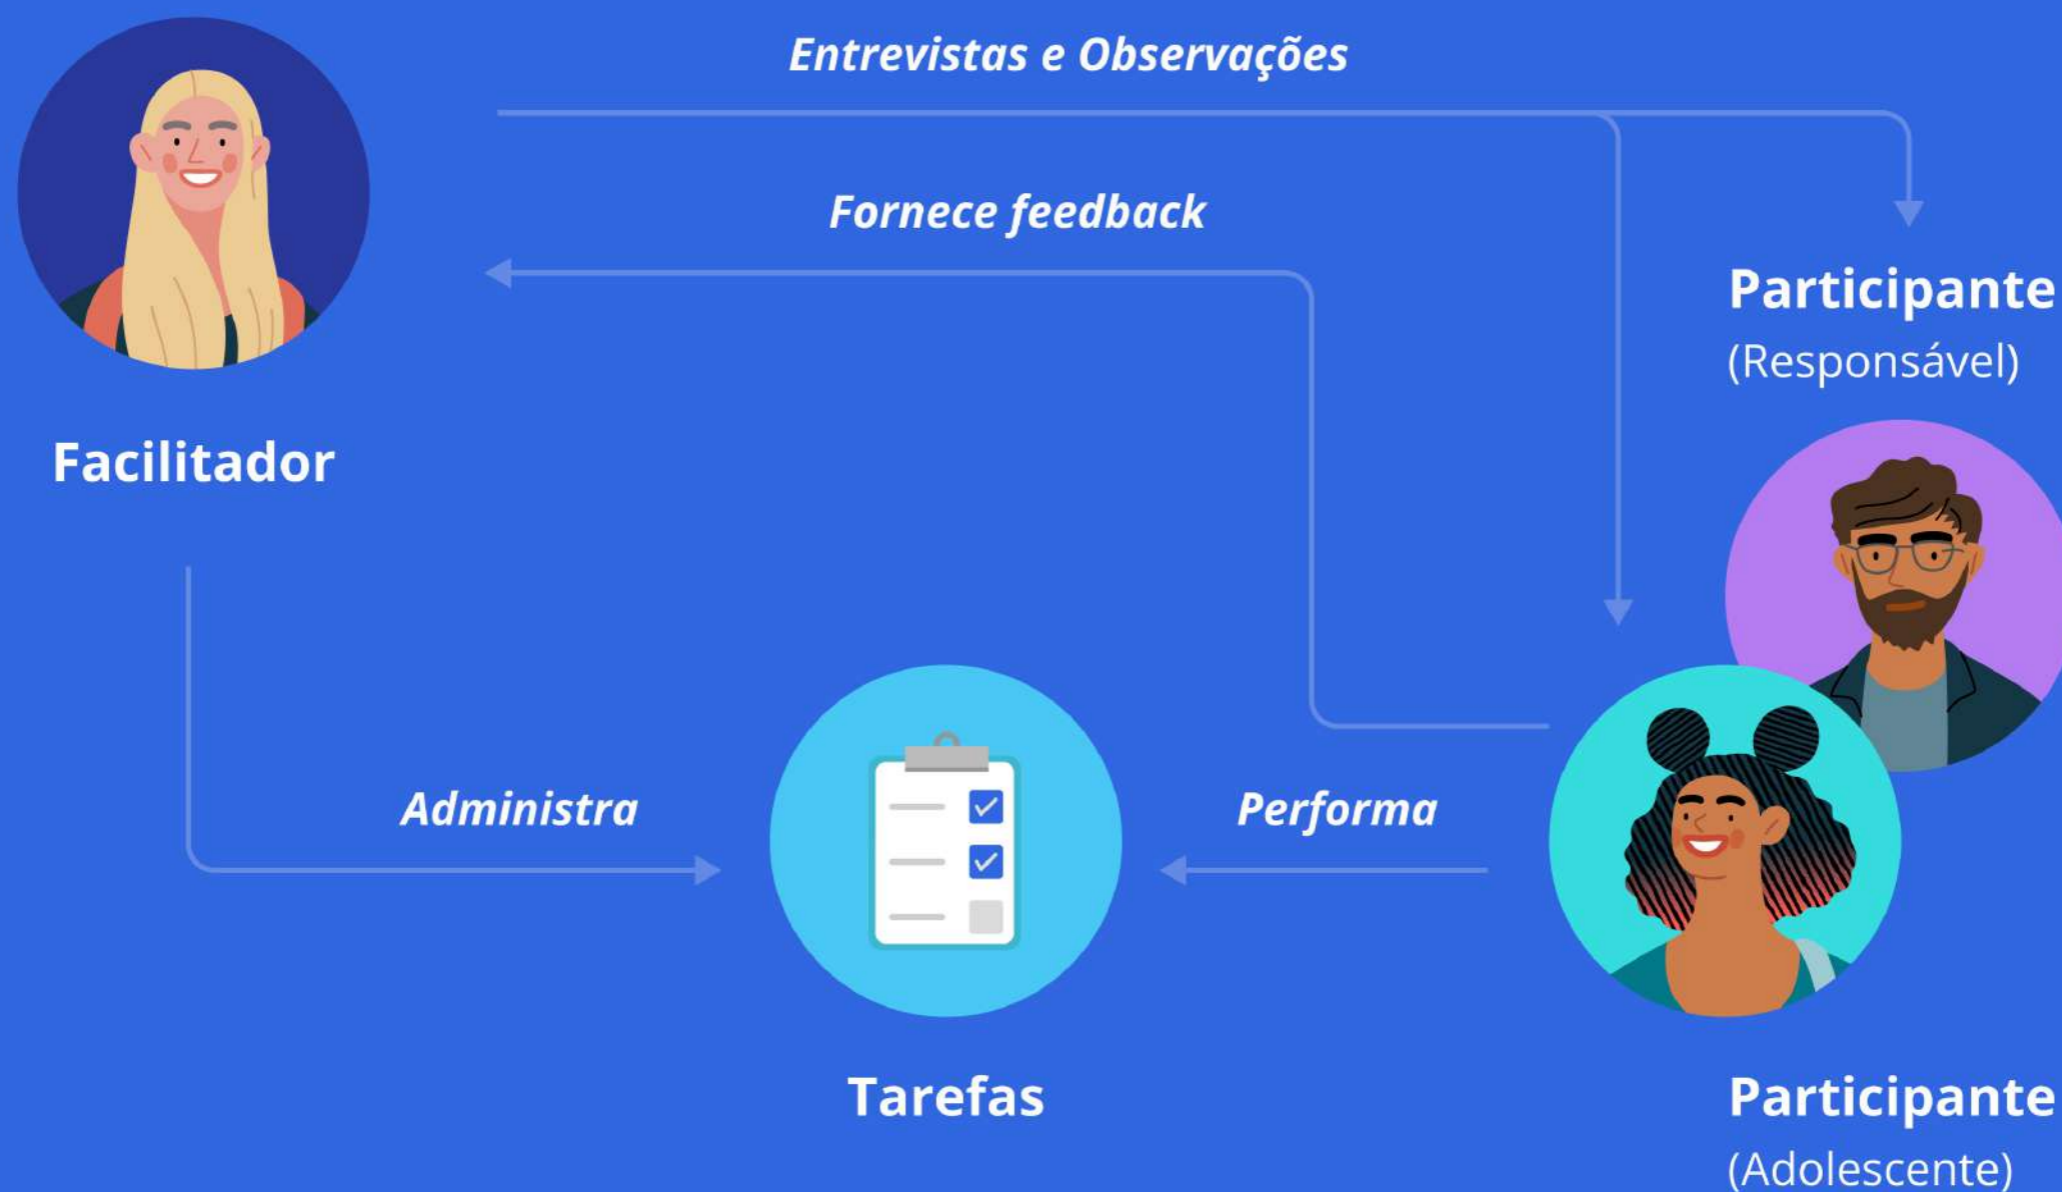 Entrevistas e Observações
Fornece feedback
Participante
(Responsável)
Facilitador
Administra
Performa
Tarefas
Participante
(Adolescente)